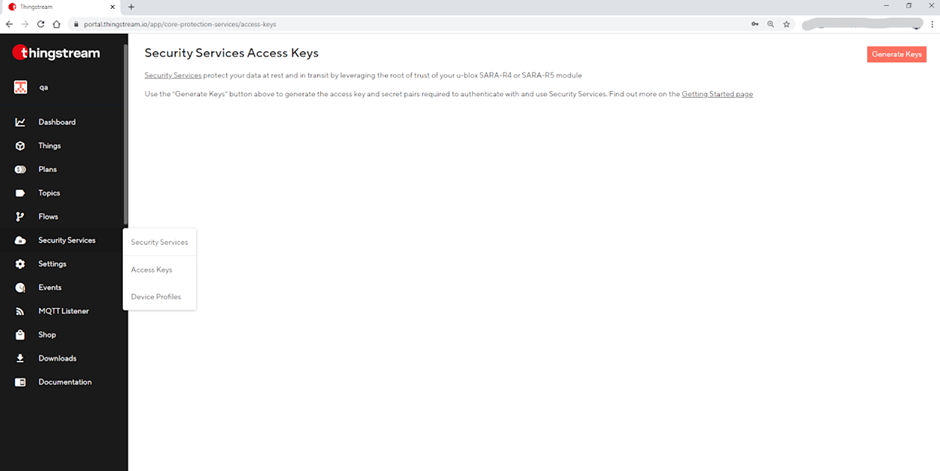 Thingstream
portal.thingstream.io/app/core-protection-services/access-keys
thingstream
qa
Dashboard
Things
Plans
Topics
Flows
Security Services
Settings
Events
MQTT Listener
Shop
Downloads
Documentation
Security Services
Access Keys
Device Profiles
Security Services Access Keys
Generate Keys
Security Services protect your data at rest and in transit by leveraging the root of trust of your u-blox SARA-R4 or SARA-R5 module
Use the "Generate Keys" button above to generate the access key and secret pairs required to authenticate with and use Security Services. Find out more on the Getting Started page